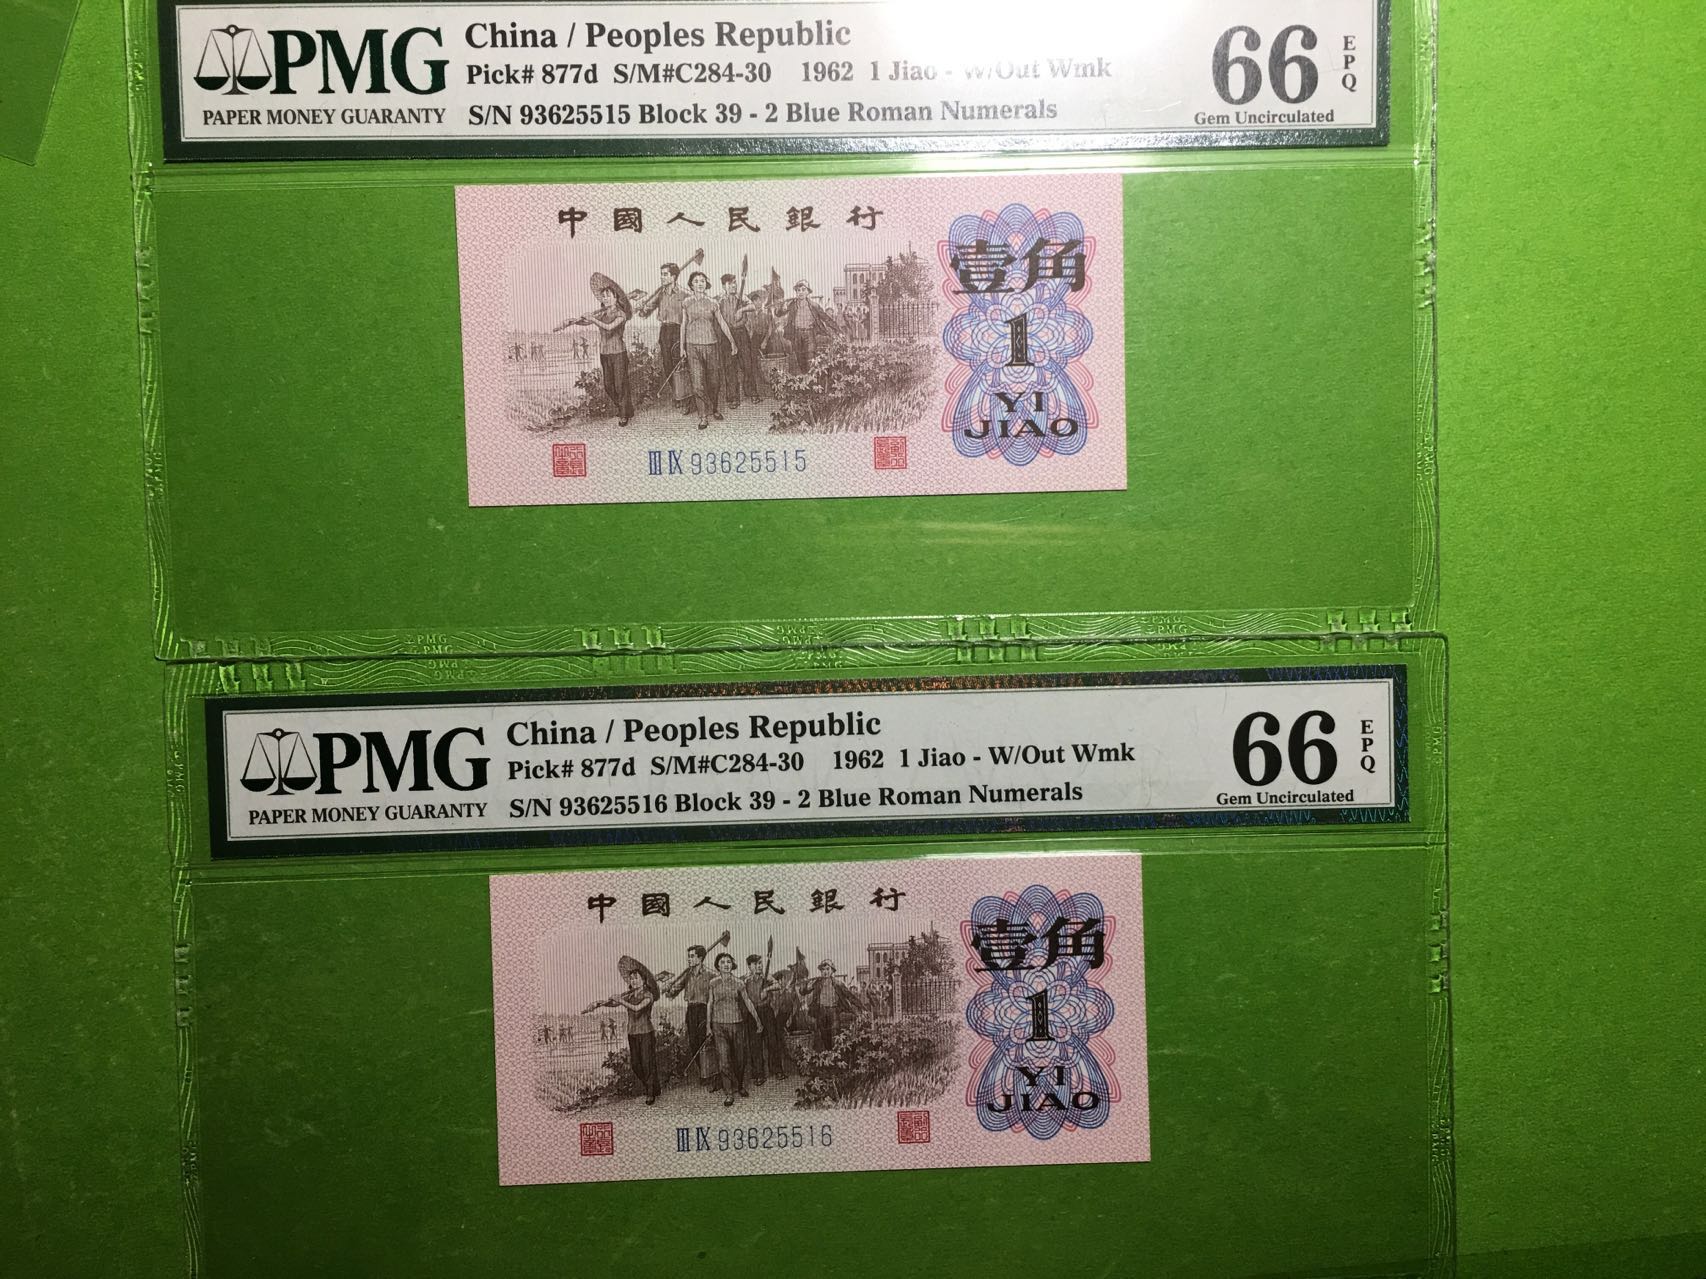 PMG
PAPER MONEY GUARANTY
China / Peoples Republic
Pick# 877d S/M#C284-30 1962 1 Jiao - W/Out Wmk
S/N 93625515 Block 39 - 2 Blue Roman Numerals
66 EPQ
Gem Uncirculated
中國人民銀行
壹角
1
YI
JIAO
III IX 93625515
PMG
PAPER MONEY GUARANTY
China / Peoples Republic
Pick# 877d S/M#C284-30 1962 1 Jiao - W/Out Wmk
S/N 93625516 Block 39 - 2 Blue Roman Numerals
66 EPQ
Gem Uncirculated
中國人民銀行
壹角
1
YI
JIAO
III IX 93625516